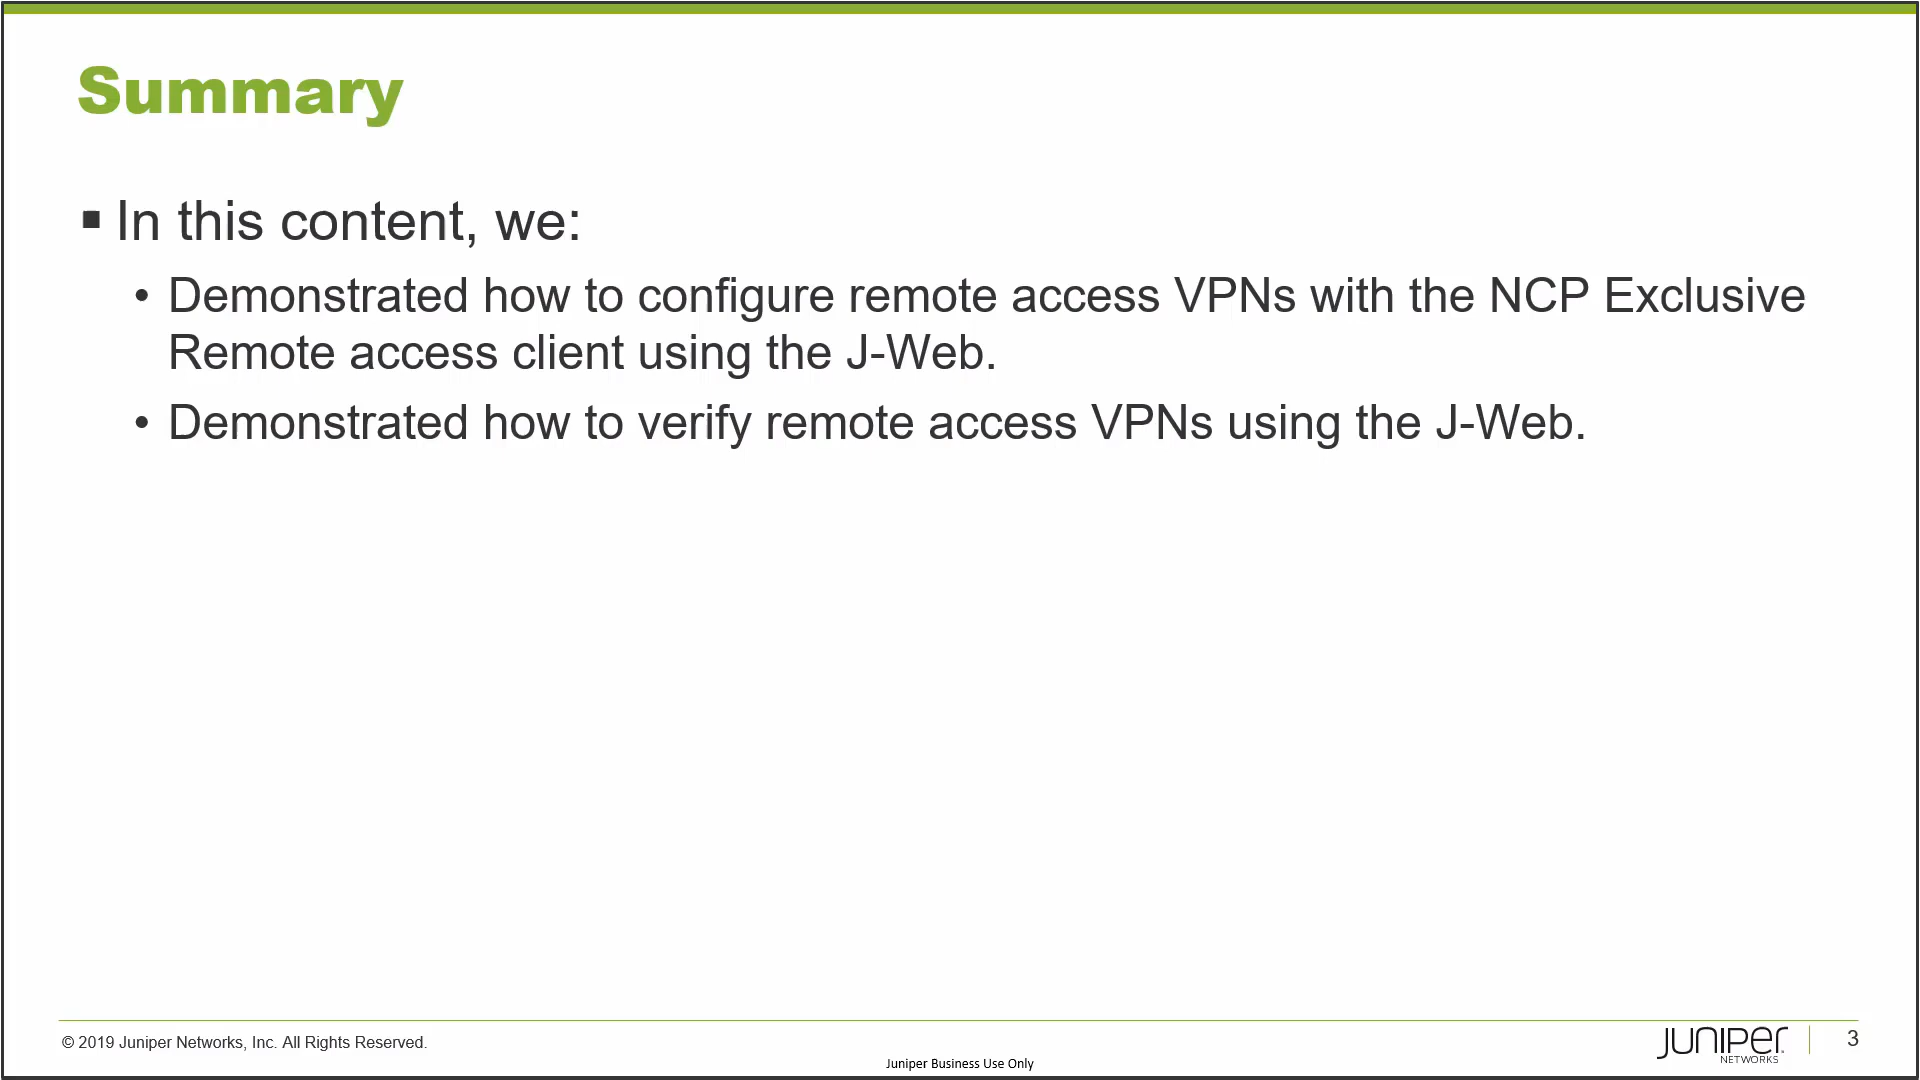 Summary
▪ In this content, we:
• Demonstrated how to configure remote access VPNs with the NCP Exclusive
Remote access client using the J-Web.
• Demonstrated how to verify remote access VPNs using the J-Web.
© 2019 Juniper Networks, Inc. All Rights Reserved.
Juniper Business Use Only
JUNIPER
NETWORKS
3